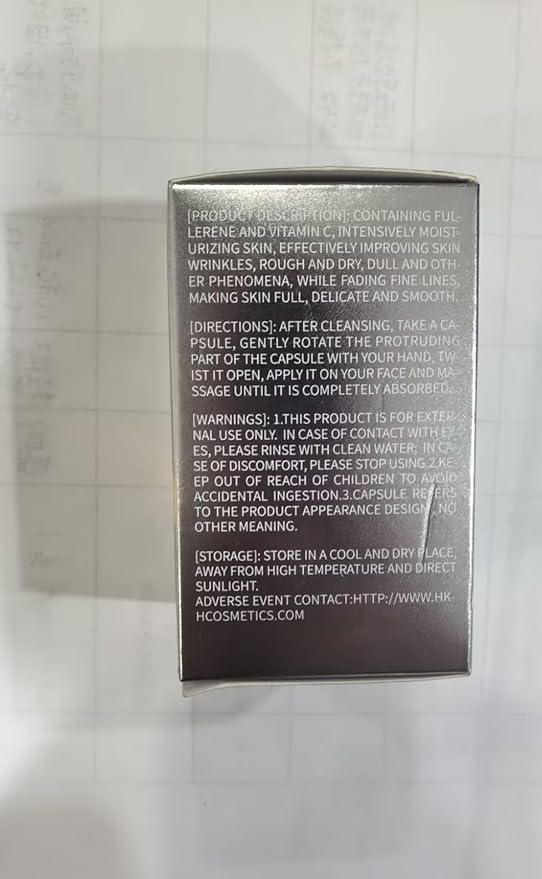 [PRODUCT DESCRIPTION]: CONTAINING FUL-
LERENE AND VITAMIN C, INTENSIVELY MOIST-
URIZING SKIN, EFFECTIVELY IMPROVING SKIN
WRINKLES, ROUGH AND DRY, DULL AND OTH-
ER PHENOMENA, WHILE FADING FINE LINES,
MAKING SKIN FULL, DELICATE AND SMOOTH.
[DIRECTIONS]: AFTER CLEANSING, TAKE A CA-
PSULE, GENTLY ROTATE THE PROTRUDING
PART OF THE CAPSULE WITH YOUR HAND, TW-
IST IT OPEN, APPLY IT ON YOUR FACE AND MA-
SSAGE UNTIL IT IS COMPLETELY ABSORBED.
[WARNINGS]: 1.THIS PRODUCT IS FOR EXTER-
NAL USE ONLY. IN CASE OF CONTACT WITH EY-
ES, PLEASE RINSE WITH CLEAN WATER; IN CA-
SE OF DISCOMFORT, PLEASE STOP USING.2.KE-
EP OUT OF REACH OF CHILDREN TO AVOID
ACCIDENTAL INGESTION.3.CAPSULE REFERS
TO THE PRODUCT APPEARANCE DESIGN, NO
OTHER MEANING.
[STORAGE]: STORE IN A COOL AND DRY PLACE,
AWAY FROM HIGH TEMPERATURE AND DIRECT
SUNLIGHT.
ADVERSE EVENT CONTACT:HTTP://WWW.HK-
HCOSMETICS.COM